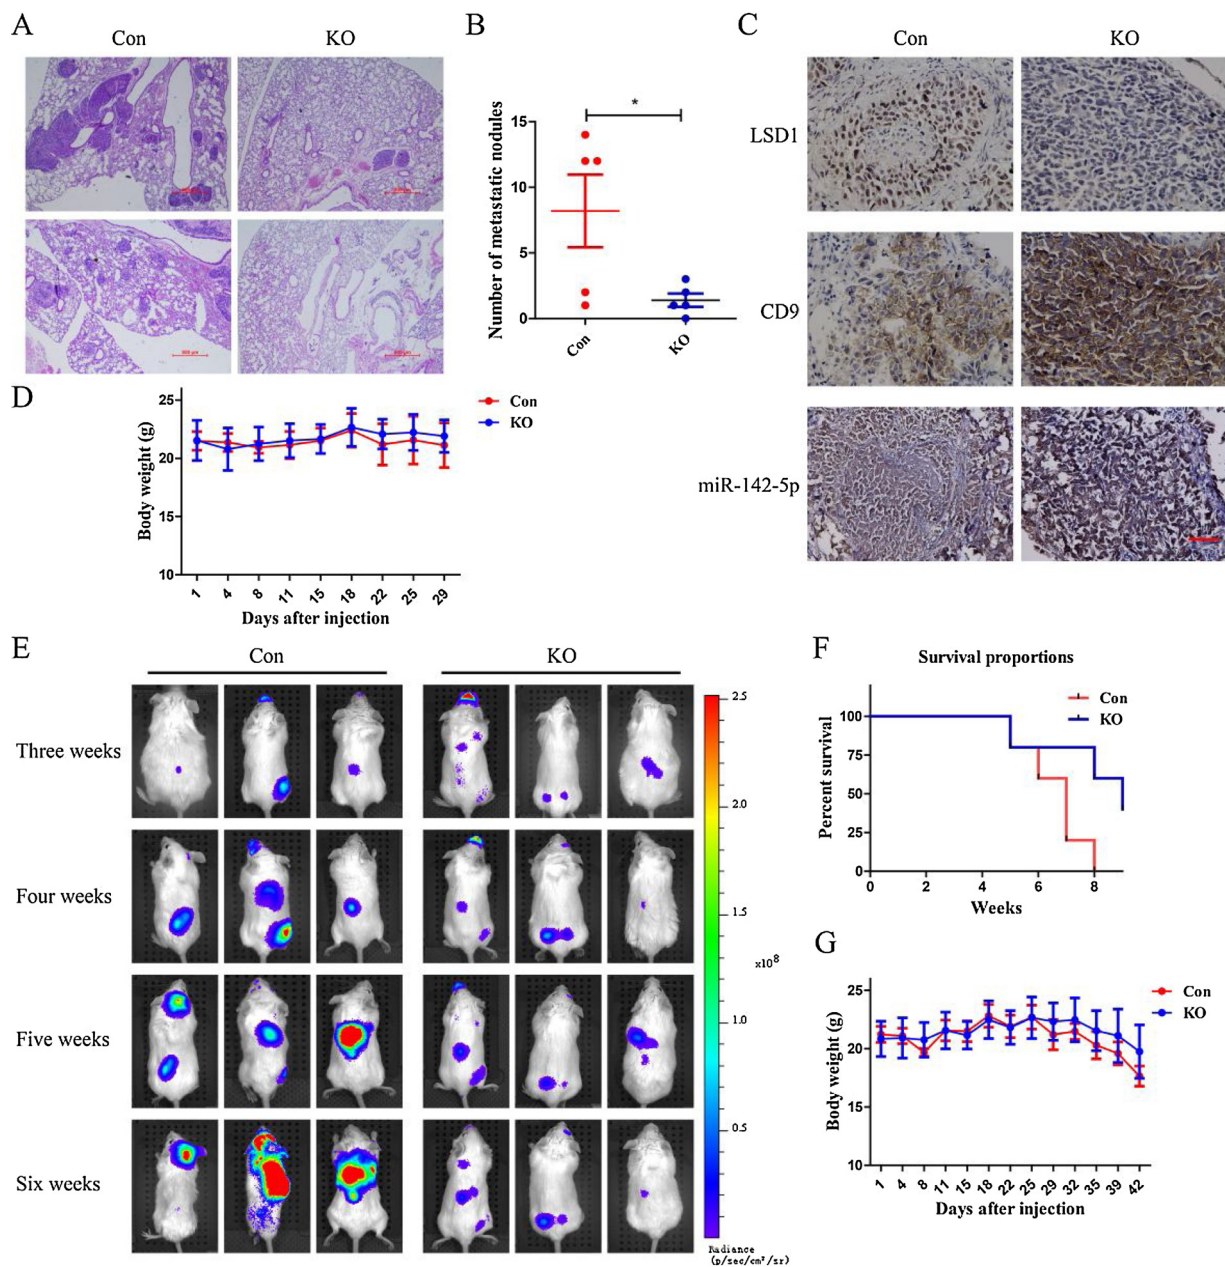 A
Con
KO
B
*
Number of metastatic nodules
15
10
5
0
Con
KO
C
Con
KO
LSD1
CD9
miR-142-5p
D
Con
KO
Body weight (g)
25
20
15
10
1 4 8 11 15 18 22 25 29
Days after injection
E
Con
KO
Three weeks
Four weeks
Five weeks
Six weeks
2.5
2.0
1.5
x10⁸
1.0
0.5
Radiance
(p/sec/cm²/sr)
F
Survival proportions
Con
KO
Percent survival
100
75
50
25
0
0 2 4 6 8
Weeks
G
Con
KO
Body weight (g)
25
20
15
10
1 4 8 11 15 18 22 25 29 32 35 39 42
Days after injection